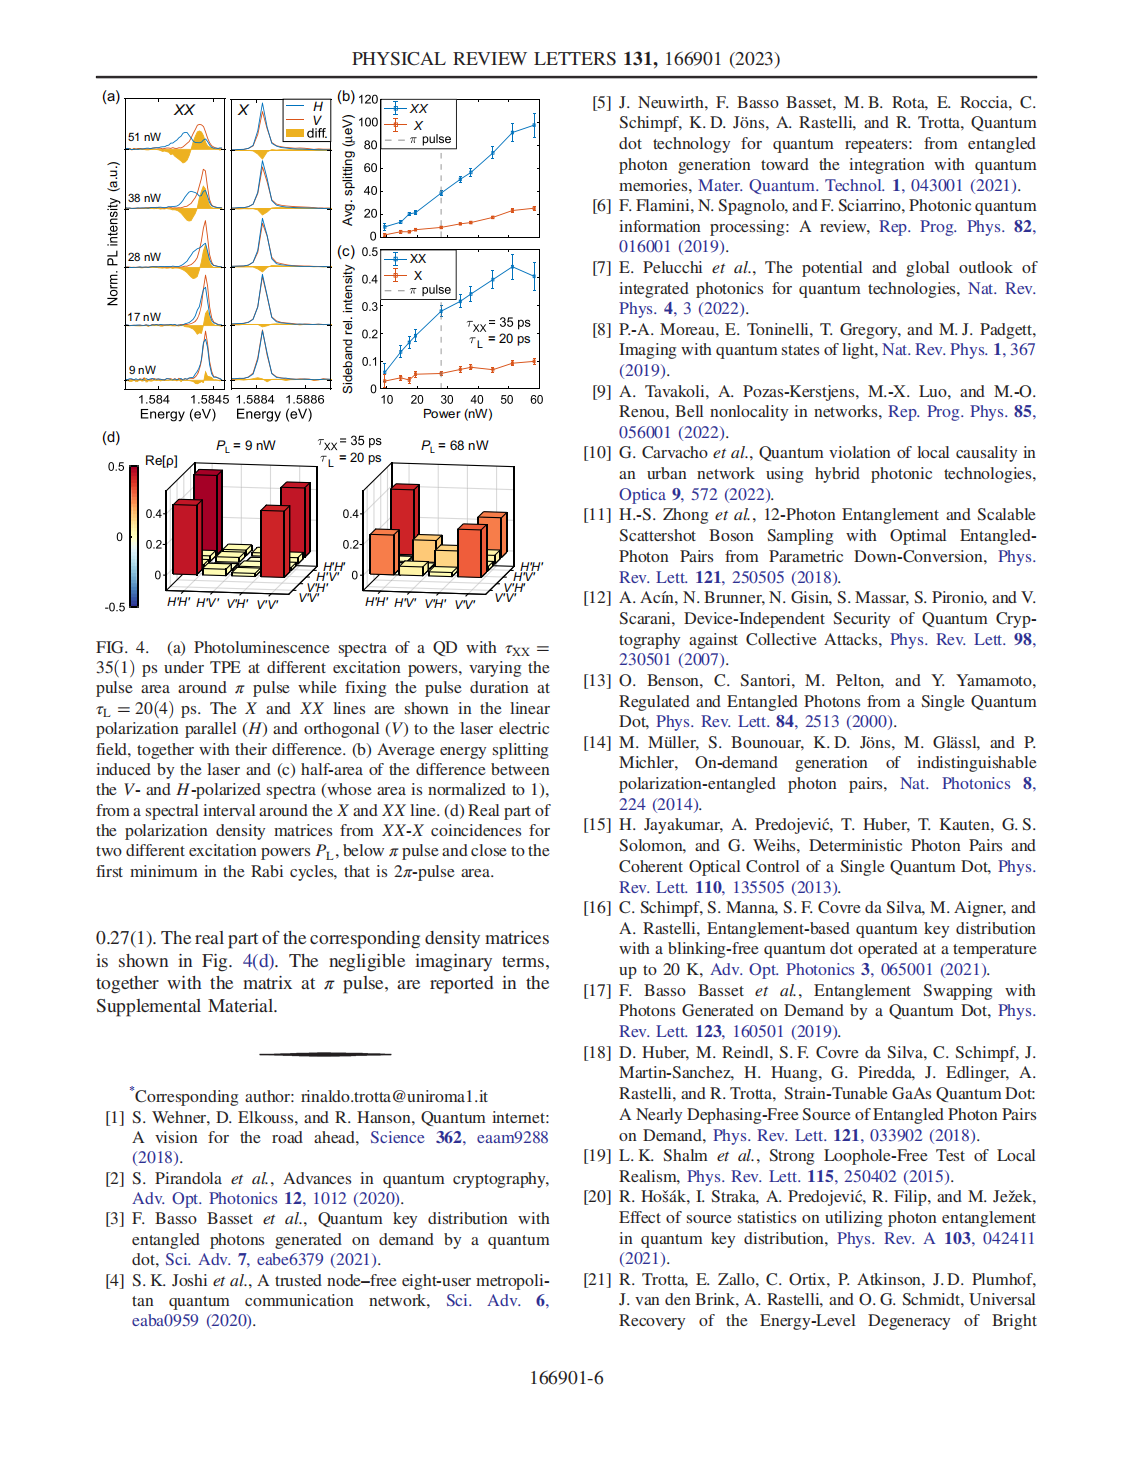 PHYSICAL REVIEW LETTERS 131, 166901 (2023)
(a)
XX
X
H
V
diff.
51 nW
38 nW
28 nW
17 nW
9 nW
Norm. PL intensity (a.u.)
1.584 1.5845 1.5884 1.5886
Energy (eV) Energy (eV)
(b)
120
100
80
60
40
20
0
Avg. splitting (μeV)
XX
X
π pulse
(c)
0.5
0.4
0.3
0.2
0.1
0
Sideband rel. intensity
XX
X
π pulse
τXX = 35 ps
τL = 20 ps
10 20 30 40 50 60
Power (nW)
(d)
PL = 9 nW
τXX = 35 ps
τL = 20 ps
PL = 68 nW
0.5
0
-0.5
Re[ρ]
0.4
0.2
0
H'H' H'V' V'H' V'V'
H'H'
H'V'
V'H'
V'V'
0.4
0.2
0
H'H' H'V' V'H' V'V'
H'H'
H'V'
V'H'
V'V'
FIG. 4. (a) Photoluminescence spectra of a QD with τXX =
35(1) ps under TPE at different excitation powers, varying the
pulse area around π pulse while fixing the pulse duration at
τL = 20(4) ps. The X and XX lines are shown in the linear
polarization parallel (H) and orthogonal (V) to the laser electric
field, together with their difference. (b) Average energy splitting
induced by the laser and (c) half-area of the difference between
the V- and H-polarized spectra (whose area is normalized to 1),
from a spectral interval around the X and XX line. (d) Real part of
the polarization density matrices from XX-X coincidences for
two different excitation powers PL, below π pulse and close to the
first minimum in the Rabi cycles, that is 2π-pulse area.
0.27(1). The real part of the corresponding density matrices
is shown in Fig. 4(d). The negligible imaginary terms,
together with the matrix at π pulse, are reported in the
Supplemental Material.
*Corresponding author: rinaldo.trotta@uniroma1.it
[1] S. Wehner, D. Elkouss, and R. Hanson, Quantum internet:
A vision for the road ahead, Science 362, eaam9288
(2018).
[2] S. Pirandola et al., Advances in quantum cryptography,
Adv. Opt. Photonics 12, 1012 (2020).
[3] F. Basso Basset et al., Quantum key distribution with
entangled photons generated on demand by a quantum
dot, Sci. Adv. 7, eabe6379 (2021).
[4] S. K. Joshi et al., A trusted node–free eight-user metropoli-
tan quantum communication network, Sci. Adv. 6,
eaba0959 (2020).
[5] J. Neuwirth, F. Basso Basset, M. B. Rota, E. Roccia, C.
Schimpf, K. D. Jöns, A. Rastelli, and R. Trotta, Quantum
dot technology for quantum repeaters: from entangled
photon generation toward the integration with quantum
memories, Mater. Quantum. Technol. 1, 043001 (2021).
[6] F. Flamini, N. Spagnolo, and F. Sciarrino, Photonic quantum
information processing: A review, Rep. Prog. Phys. 82,
016001 (2019).
[7] E. Pelucchi et al., The potential and global outlook of
integrated photonics for quantum technologies, Nat. Rev.
Phys. 4, 3 (2022).
[8] P.-A. Moreau, E. Toninelli, T. Gregory, and M. J. Padgett,
Imaging with quantum states of light, Nat. Rev. Phys. 1, 367
(2019).
[9] A. Tavakoli, A. Pozas-Kerstjens, M.-X. Luo, and M.-O.
Renou, Bell nonlocality in networks, Rep. Prog. Phys. 85,
056001 (2022).
[10] G. Carvacho et al., Quantum violation of local causality in
an urban network using hybrid photonic technologies,
Optica 9, 572 (2022).
[11] H.-S. Zhong et al., 12-Photon Entanglement and Scalable
Scattershot Boson Sampling with Optimal Entangled-
Photon Pairs from Parametric Down-Conversion, Phys.
Rev. Lett. 121, 250505 (2018).
[12] A. Acín, N. Brunner, N. Gisin, S. Massar, S. Pironio, and V.
Scarani, Device-Independent Security of Quantum Cryp-
tography against Collective Attacks, Phys. Rev. Lett. 98,
230501 (2007).
[13] O. Benson, C. Santori, M. Pelton, and Y. Yamamoto,
Regulated and Entangled Photons from a Single Quantum
Dot, Phys. Rev. Lett. 84, 2513 (2000).
[14] M. Müller, S. Bounouar, K. D. Jöns, M. Glässl, and P.
Michler, On-demand generation of indistinguishable
polarization-entangled photon pairs, Nat. Photonics 8,
224 (2014).
[15] H. Jayakumar, A. Predojević, T. Huber, T. Kauten, G. S.
Solomon, and G. Weihs, Deterministic Photon Pairs and
Coherent Optical Control of a Single Quantum Dot, Phys.
Rev. Lett. 110, 135505 (2013).
[16] C. Schimpf, S. Manna, S. F. Covre da Silva, M. Aigner, and
A. Rastelli, Entanglement-based quantum key distribution
with a blinking-free quantum dot operated at a temperature
up to 20 K, Adv. Opt. Photonics 3, 065001 (2021).
[17] F. Basso Basset et al., Entanglement Swapping with
Photons Generated on Demand by a Quantum Dot, Phys.
Rev. Lett. 123, 160501 (2019).
[18] D. Huber, M. Reindl, S. F. Covre da Silva, C. Schimpf, J.
Martin-Sanchez, H. Huang, G. Piredda, J. Edlinger, A.
Rastelli, and R. Trotta, Strain-Tunable GaAs Quantum Dot:
A Nearly Dephasing-Free Source of Entangled Photon Pairs
on Demand, Phys. Rev. Lett. 121, 033902 (2018).
[19] L. K. Shalm et al., Strong Loophole-Free Test of Local
Realism, Phys. Rev. Lett. 115, 250402 (2015).
[20] R. Hošák, I. Straka, A. Predojević, R. Filip, and M. Ježek,
Effect of source statistics on utilizing photon entanglement
in quantum key distribution, Phys. Rev. A 103, 042411
(2021).
[21] R. Trotta, E. Zallo, C. Ortix, P. Atkinson, J. D. Plumhof,
J. van den Brink, A. Rastelli, and O. G. Schmidt, Universal
Recovery of the Energy-Level Degeneracy of Bright
166901-6